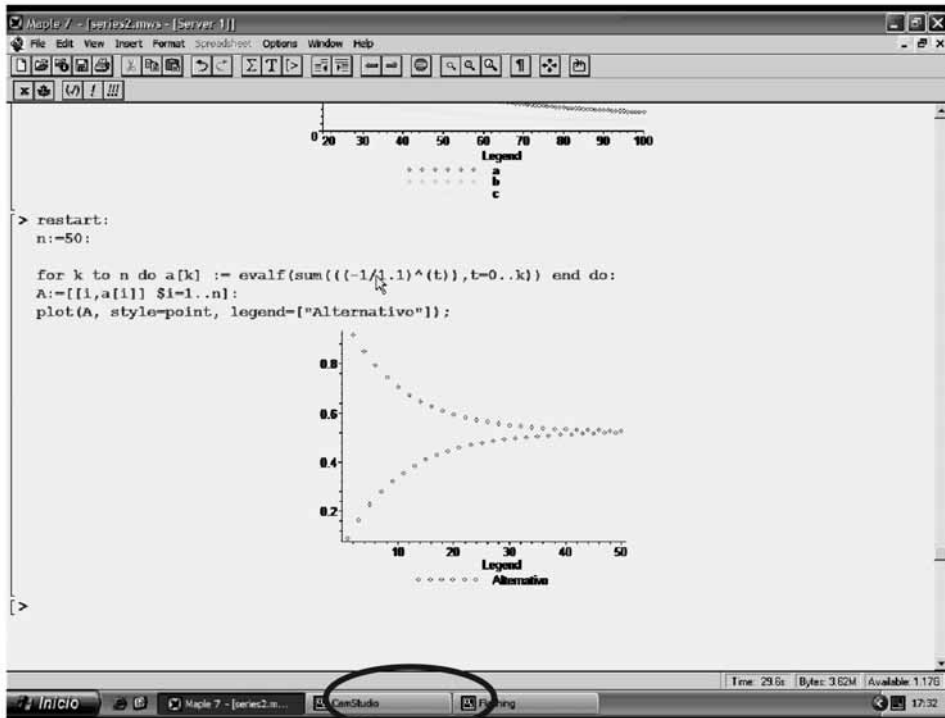 Maple 7 - [series2.mws - [Server 1]]
File Edit View Insert Format Spreadsheet Options Window Help
0 20 30 40 50 60 70 80 90 100
Legend
a
b
c
> restart:
n:=50:
for k to n do a[k] := evalf(sum(((-1/1.1)^(t)),t=0..k)) end do:
A:=[[i,a[i]] $i=1..n]:
plot(A, style=point, legend=["Alternativo"]);
0.8
0.6
0.4
0.2
10 20 30 40 50
Legend
Alternativo
>
Time: 29.6s Bytes: 3.62M Available: 1.17G
Inicio Maple 7 - [series2.m... CamStudio 17:32